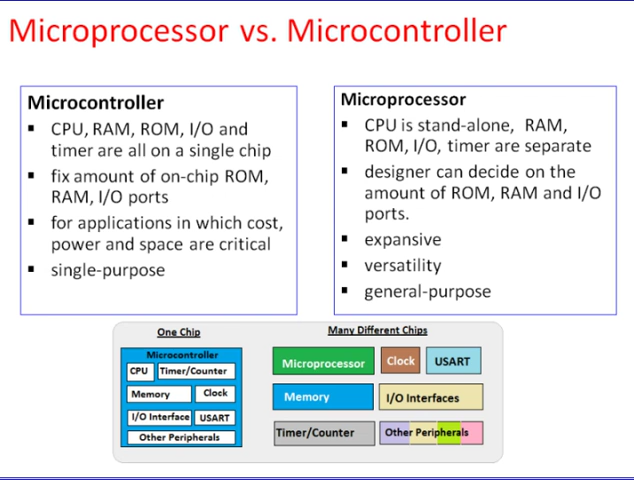 Microprocessor vs. Microcontroller
Microcontroller
▪ CPU, RAM, ROM, I/O and
timer are all on a single chip
▪ fix amount of on-chip ROM,
RAM, I/O ports
▪ for applications in which cost,
power and space are critical
▪ single-purpose
Microprocessor
▪ CPU is stand-alone, RAM,
ROM, I/O, timer are separate
▪ designer can decide on the
amount of ROM, RAM and I/O
ports.
▪ expansive
▪ versatility
▪ general-purpose
One Chip
Microcontroller
CPU Timer/Counter
Memory Clock
I/O Interface USART
Other Peripherals
Many Different Chips
Microprocessor Clock USART
Memory I/O Interfaces
Timer/Counter Other Peripherals